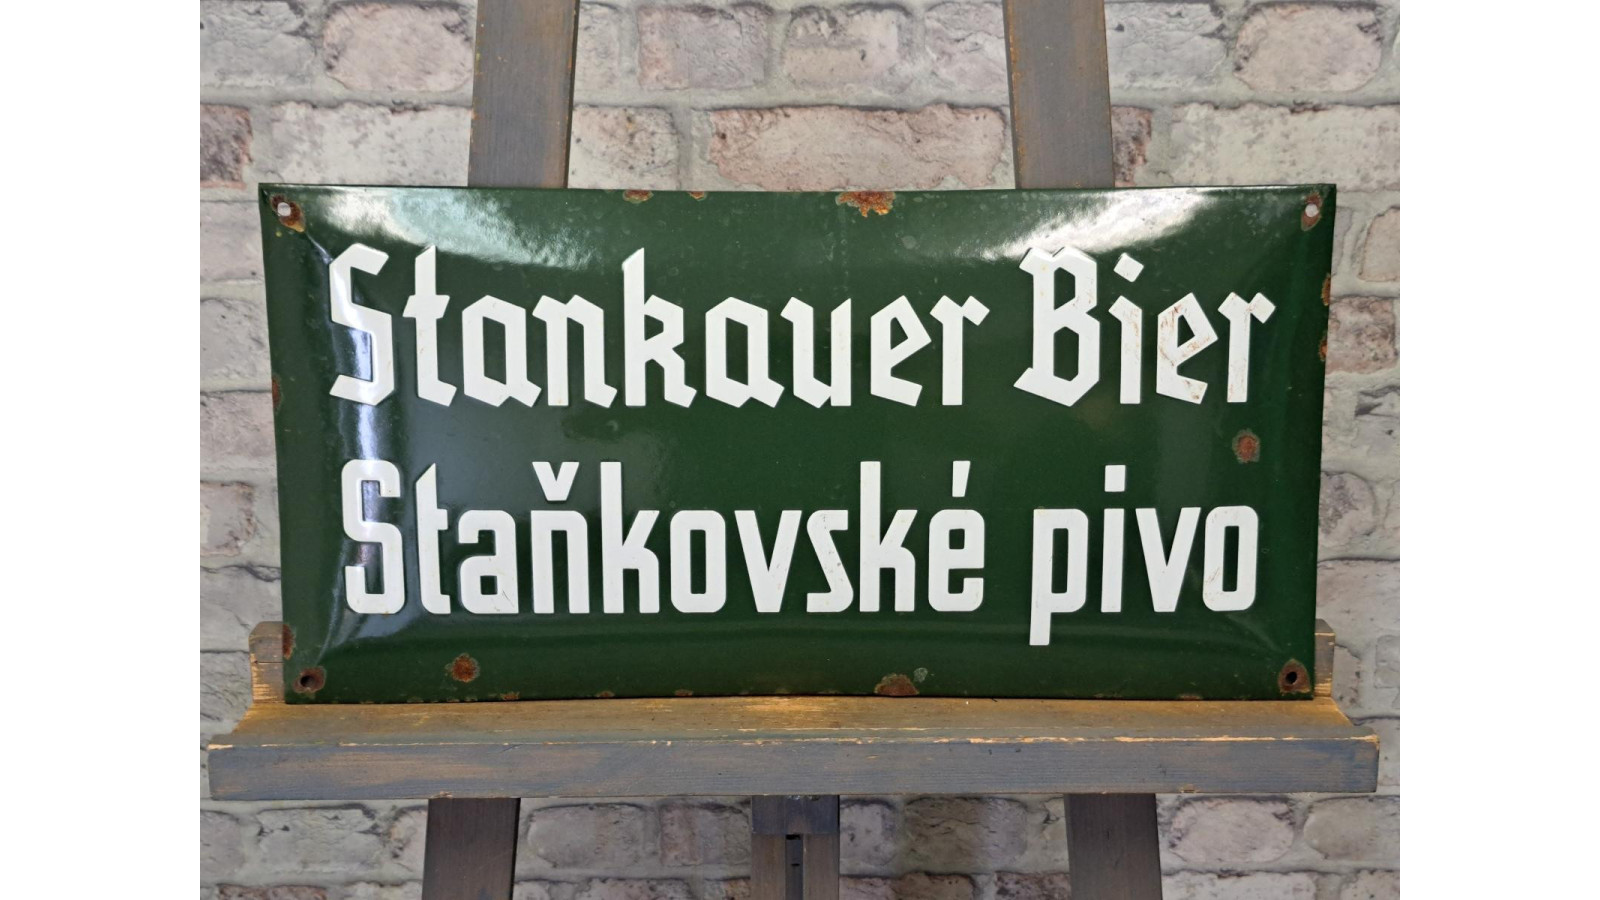 Stankauer Bier
Staňkovské pivo